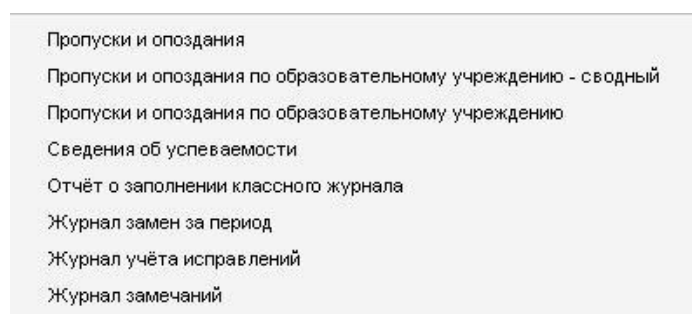 Пропуски и опоздания
Пропуски и опоздания по образовательному учреждению - сводный
Пропуски и опоздания по образовательному учреждению
Сведения об успеваемости
Отчёт о заполнении классного журнала
Журнал замен за период
Журнал учёта исправлений
Журнал замечаний